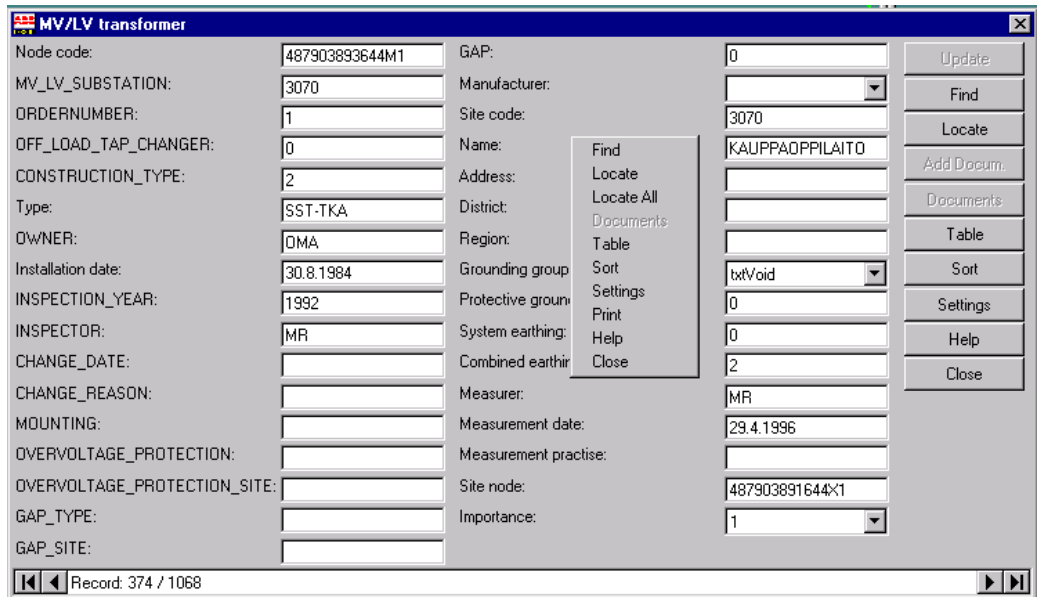 MV/LV transformer
Node code: 487903893644M1
MV_LV_SUBSTATION: 3070
ORDERNUMBER: 1
OFF_LOAD_TAP_CHANGER: 0
CONSTRUCTION_TYPE: 2
Type: SST-TKA
OWNER: OMA
Installation date: 30.8.1984
INSPECTION_YEAR: 1992
INSPECTOR: MR
CHANGE_DATE:
CHANGE_REASON:
MOUNTING:
OVERVOLTAGE_PROTECTION:
OVERVOLTAGE_PROTECTION_SITE:
GAP_TYPE:
GAP_SITE:
GAP: 0
Manufacturer:
Site code: 3070
Name: KAUPPAOPPILAITO
Address:
District:
Region:
Grounding group txtVoid
Protective 0
System earthing: 0
Combined 2
Measurer: MR
Measurement date: 29.4.1996
Measurement practise:
Site node: 487903891644X1
Importance: 1
Find
Locate
Locate All
Documents
Table
Sort
Settings
Print
Help
Close
Update
Find
Locate
Add Docum.
Documents
Table
Sort
Settings
Help
Close
Record: 374 / 1068